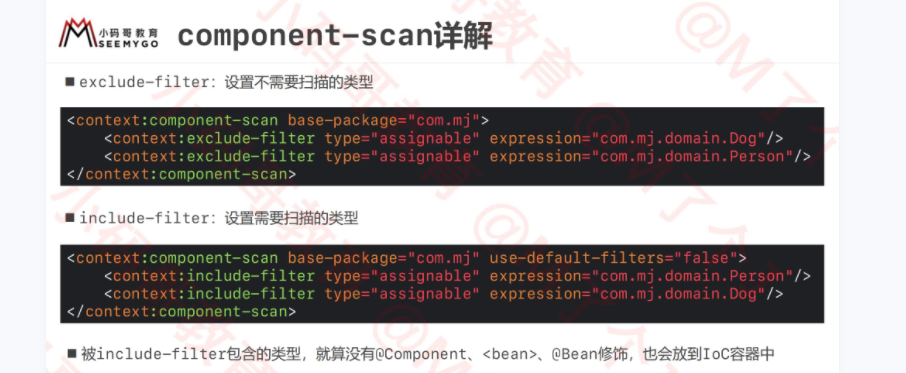 小码哥教育
SEEMYGO
component-scan详解
■ exclude-filter：设置不需要扫描的类型
<context:component-scan base-package="com.mj">
    <context:exclude-filter type="assignable" expression="com.mj.domain.Dog"/>
    <context:exclude-filter type="assignable" expression="com.mj.domain.Person"/>
</context:component-scan>
■ include-filter：设置需要扫描的类型
<context:component-scan base-package="com.mj" use-default-filters="false">
    <context:include-filter type="assignable" expression="com.mj.domain.Person"/>
    <context:include-filter type="assignable" expression="com.mj.domain.Dog"/>
</context:component-scan>
■ 被include-filter包含的类型，就算没有@Component、<bean>、@Bean修饰，也会放到IoC容器中